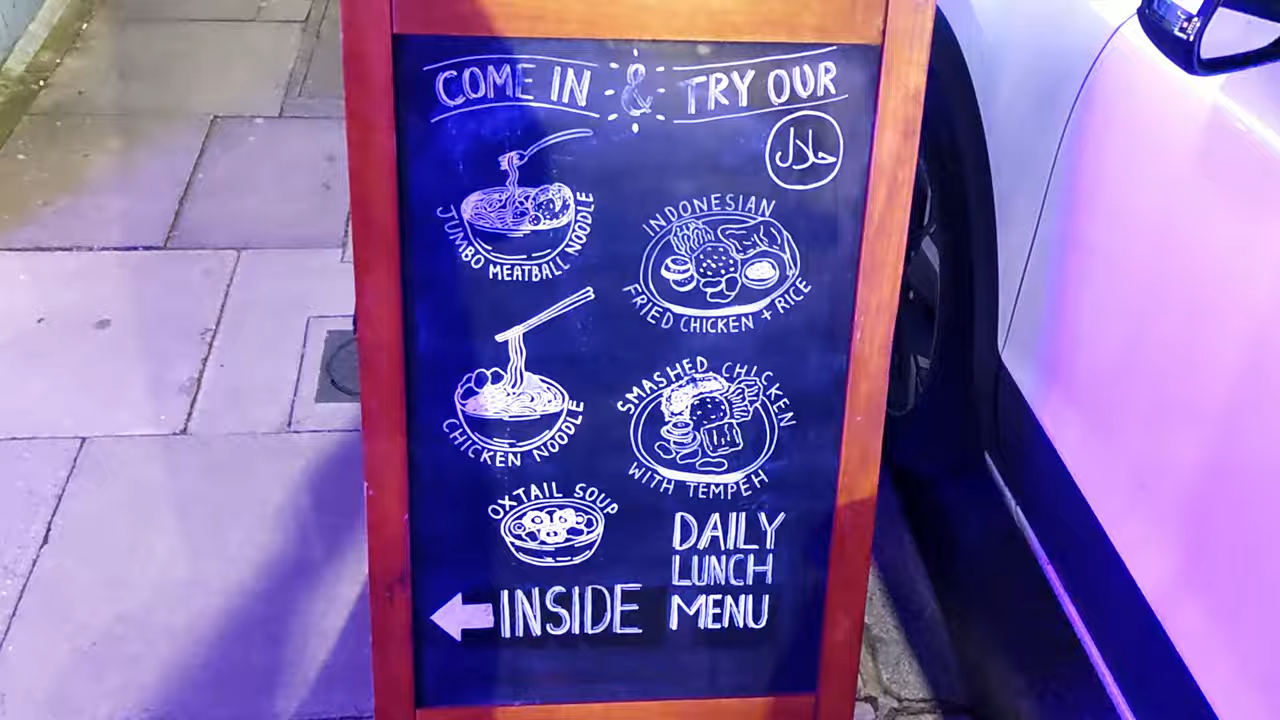 COME IN & TRY OUR
حلال
JUMBO MEATBALL NOODLE
INDONESIAN
FRIED CHICKEN + RICE
CHICKEN NOODLE
SMASHED CHICKEN
WITH TEMPEH
OXTAIL SOUP
DAILY
LUNCH
MENU
INSIDE